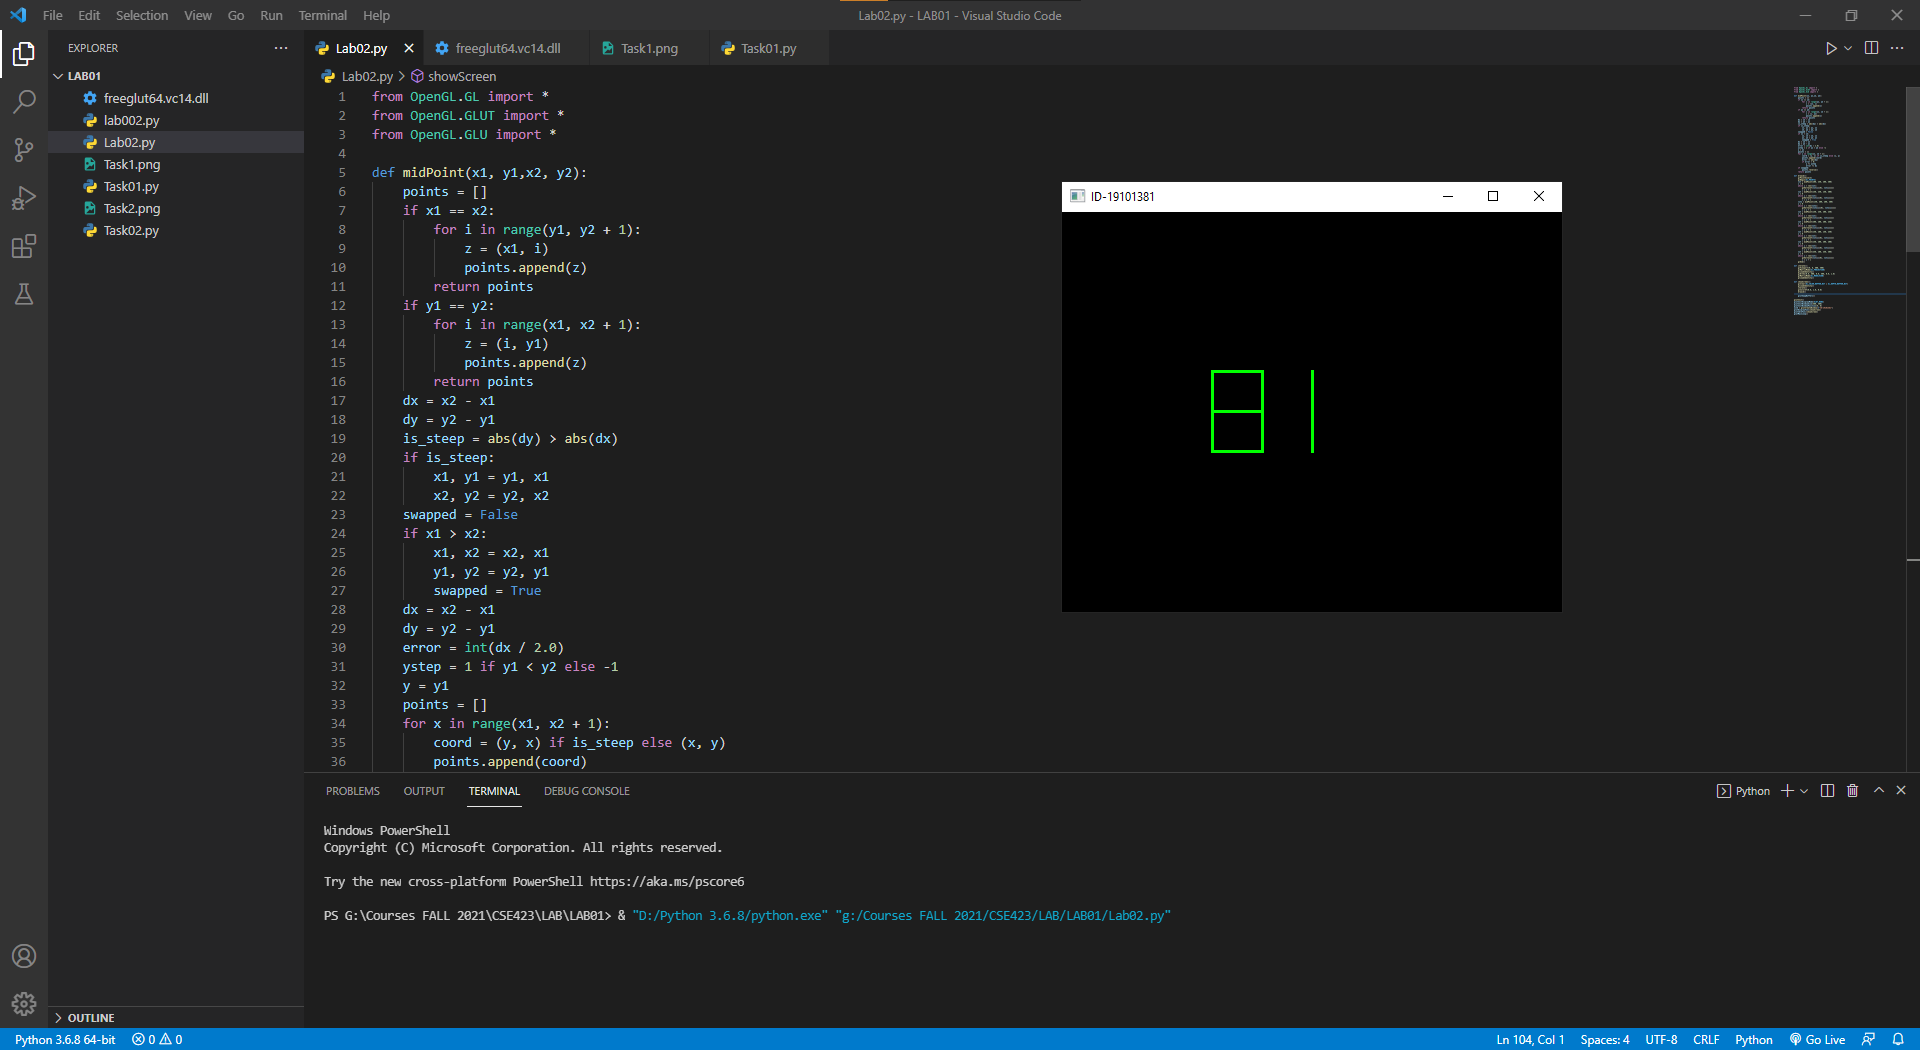 File Edit Selection View Go Run Terminal Help
Lab02.py - LAB01 - Visual Studio Code
EXPLORER
LAB01
freeglut64.vc14.dll
lab002.py
Lab02.py
Task1.png
Task01.py
Task2.png
Task02.py
OUTLINE
Lab02.py freeglut64.vc14.dll Task1.png Task01.py
Lab02.py > showScreen
1 from OpenGL.GL import *
2 from OpenGL.GLUT import *
3 from OpenGL.GLU import *
4
5 def midPoint(x1, y1,x2, y2):
6 points = []
7 if x1 == x2:
8 for i in range(y1, y2 + 1):
9 z = (x1, i)
10 points.append(z)
11 return points
12 if y1 == y2:
13 for i in range(x1, x2 + 1):
14 z = (i, y1)
15 points.append(z)
16 return points
17 dx = x2 - x1
18 dy = y2 - y1
19 is_steep = abs(dy) > abs(dx)
20 if is_steep:
21 x1, y1 = y1, x1
22 x2, y2 = y2, x2
23 swapped = False
24 if x1 > x2:
25 x1, x2 = x2, x1
26 y1, y2 = y2, y1
27 swapped = True
28 dx = x2 - x1
29 dy = y2 - y1
30 error = int(dx / 2.0)
31 ystep = 1 if y1 < y2 else -1
32 y = y1
33 points = []
34 for x in range(x1, x2 + 1):
35 coord = (y, x) if is_steep else (x, y)
36 points.append(coord)
ID-19101381
81
PROBLEMS OUTPUT TERMINAL DEBUG CONSOLE
Python
Windows PowerShell
Copyright (C) Microsoft Corporation. All rights reserved.
Try the new cross-platform PowerShell https://aka.ms/pscore6
PS G:\Courses FALL 2021\CSE423\LAB\LAB01> & "D:/Python 3.6.8/python.exe" "g:/Courses FALL 2021/CSE423/LAB/LAB01/Lab02.py"
Python 3.6.8 64-bit 0 0
Ln 104, Col 1 Spaces: 4 UTF-8 CRLF Python Go Live